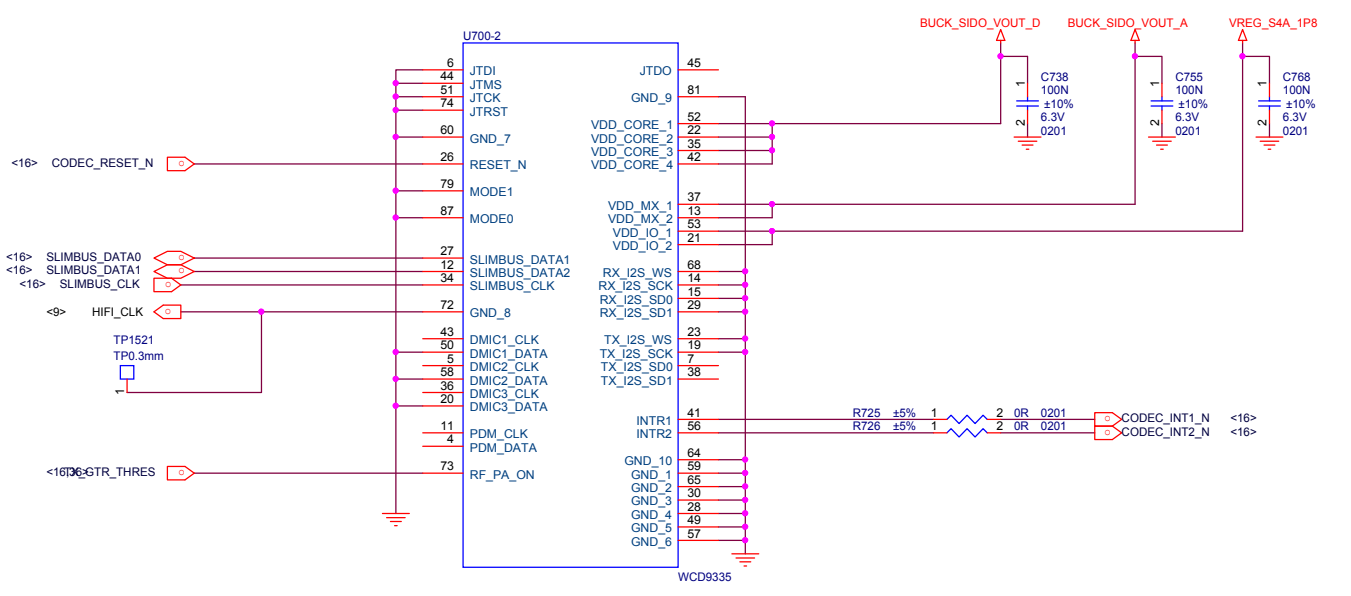 BUCK_SIDO_VOUT_D
BUCK_SIDO_VOUT_A
VREG_S4A_1P8
U700-2
6
JTDI
44
JTMS
51
JTCK
74
JTRST
60
GND_7
<16> CODEC_RESET_N
26
RESET_N
79
MODE1
87
MODE0
<16> SLIMBUS_DATA0
27
SLIMBUS_DATA1
<16> SLIMBUS_DATA1
12
SLIMBUS_DATA2
<16> SLIMBUS_CLK
34
SLIMBUS_CLK
<9> HIFI_CLK
72
GND_8
TP1521
TP0.3mm
1
43
DMIC1_CLK
50
DMIC1_DATA
5
DMIC2_CLK
58
DMIC2_DATA
36
DMIC3_CLK
20
DMIC3_DATA
11
PDM_CLK
4
PDM_DATA
GTR_THRES
73
RF_PA_ON
JTDO
45
GND_9
81
VDD_CORE_1
52
VDD_CORE_2
22
VDD_CORE_3
35
VDD_CORE_4
42
VDD_MX_1
37
VDD_MX_2
13
VDD_IO_1
53
VDD_IO_2
21
RX_I2S_WS
68
RX_I2S_SCK
14
RX_I2S_SD0
15
RX_I2S_SD1
29
TX_I2S_WS
23
TX_I2S_SCK
19
TX_I2S_SD0
7
TX_I2S_SD1
38
INTR1
41
R725 ±5% 1 2 0R 0201
CODEC_INT1_N <16>
INTR2
56
R726 ±5% 1 2 0R 0201
CODEC_INT2_N <16>
GND_10
64
GND_1
59
GND_2
65
GND_3
30
GND_4
28
GND_5
49
GND_6
57
WCD9335
1
2
C738
100N
±10%
6.3V
0201
1
2
C755
100N
±10%
6.3V
0201
1
2
C768
100N
±10%
6.3V
0201